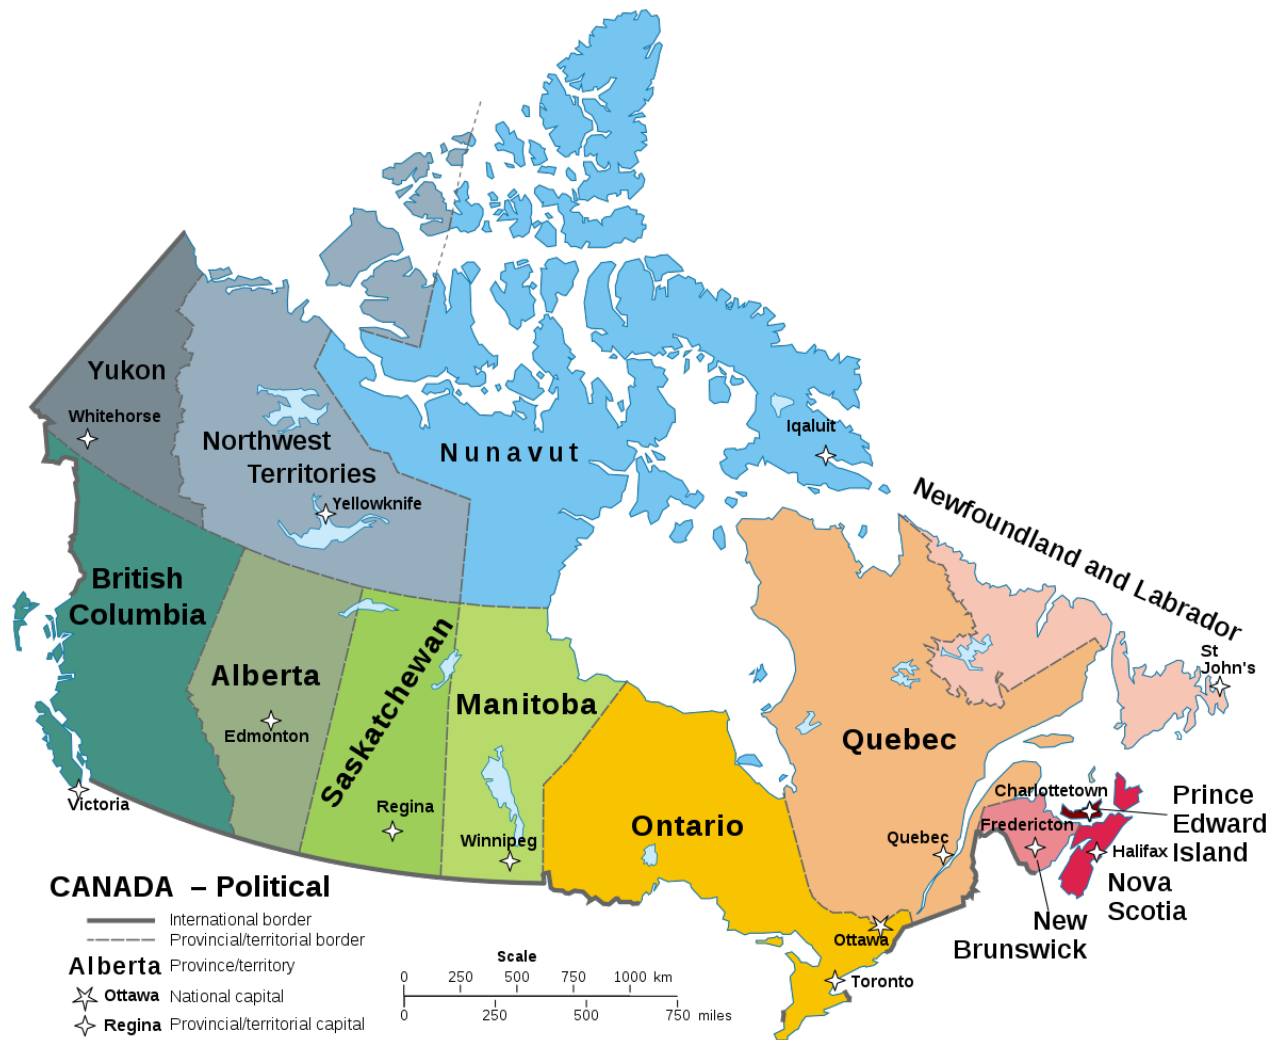 Yukon
Whitehorse
Northwest
Territories
Yellowknife
Nunavut
Iqaluit
Newfoundland and Labrador
St
John's
British
Columbia
Victoria
Alberta
Edmonton
Saskatchewan
Regina
Manitoba
Winnipeg
Ontario
Ottawa
Toronto
Quebec
Quebec
Charlottetown
Fredericton
Prince
Edward
Island
Halifax
Nova
Scotia
New
Brunswick
CANADA – Political
International border
Provincial/territorial border
Alberta Province/territory
Ottawa National capital
Regina Provincial/territorial capital
Scale
0 250 500 750 1000 km
0 250 500 750 miles